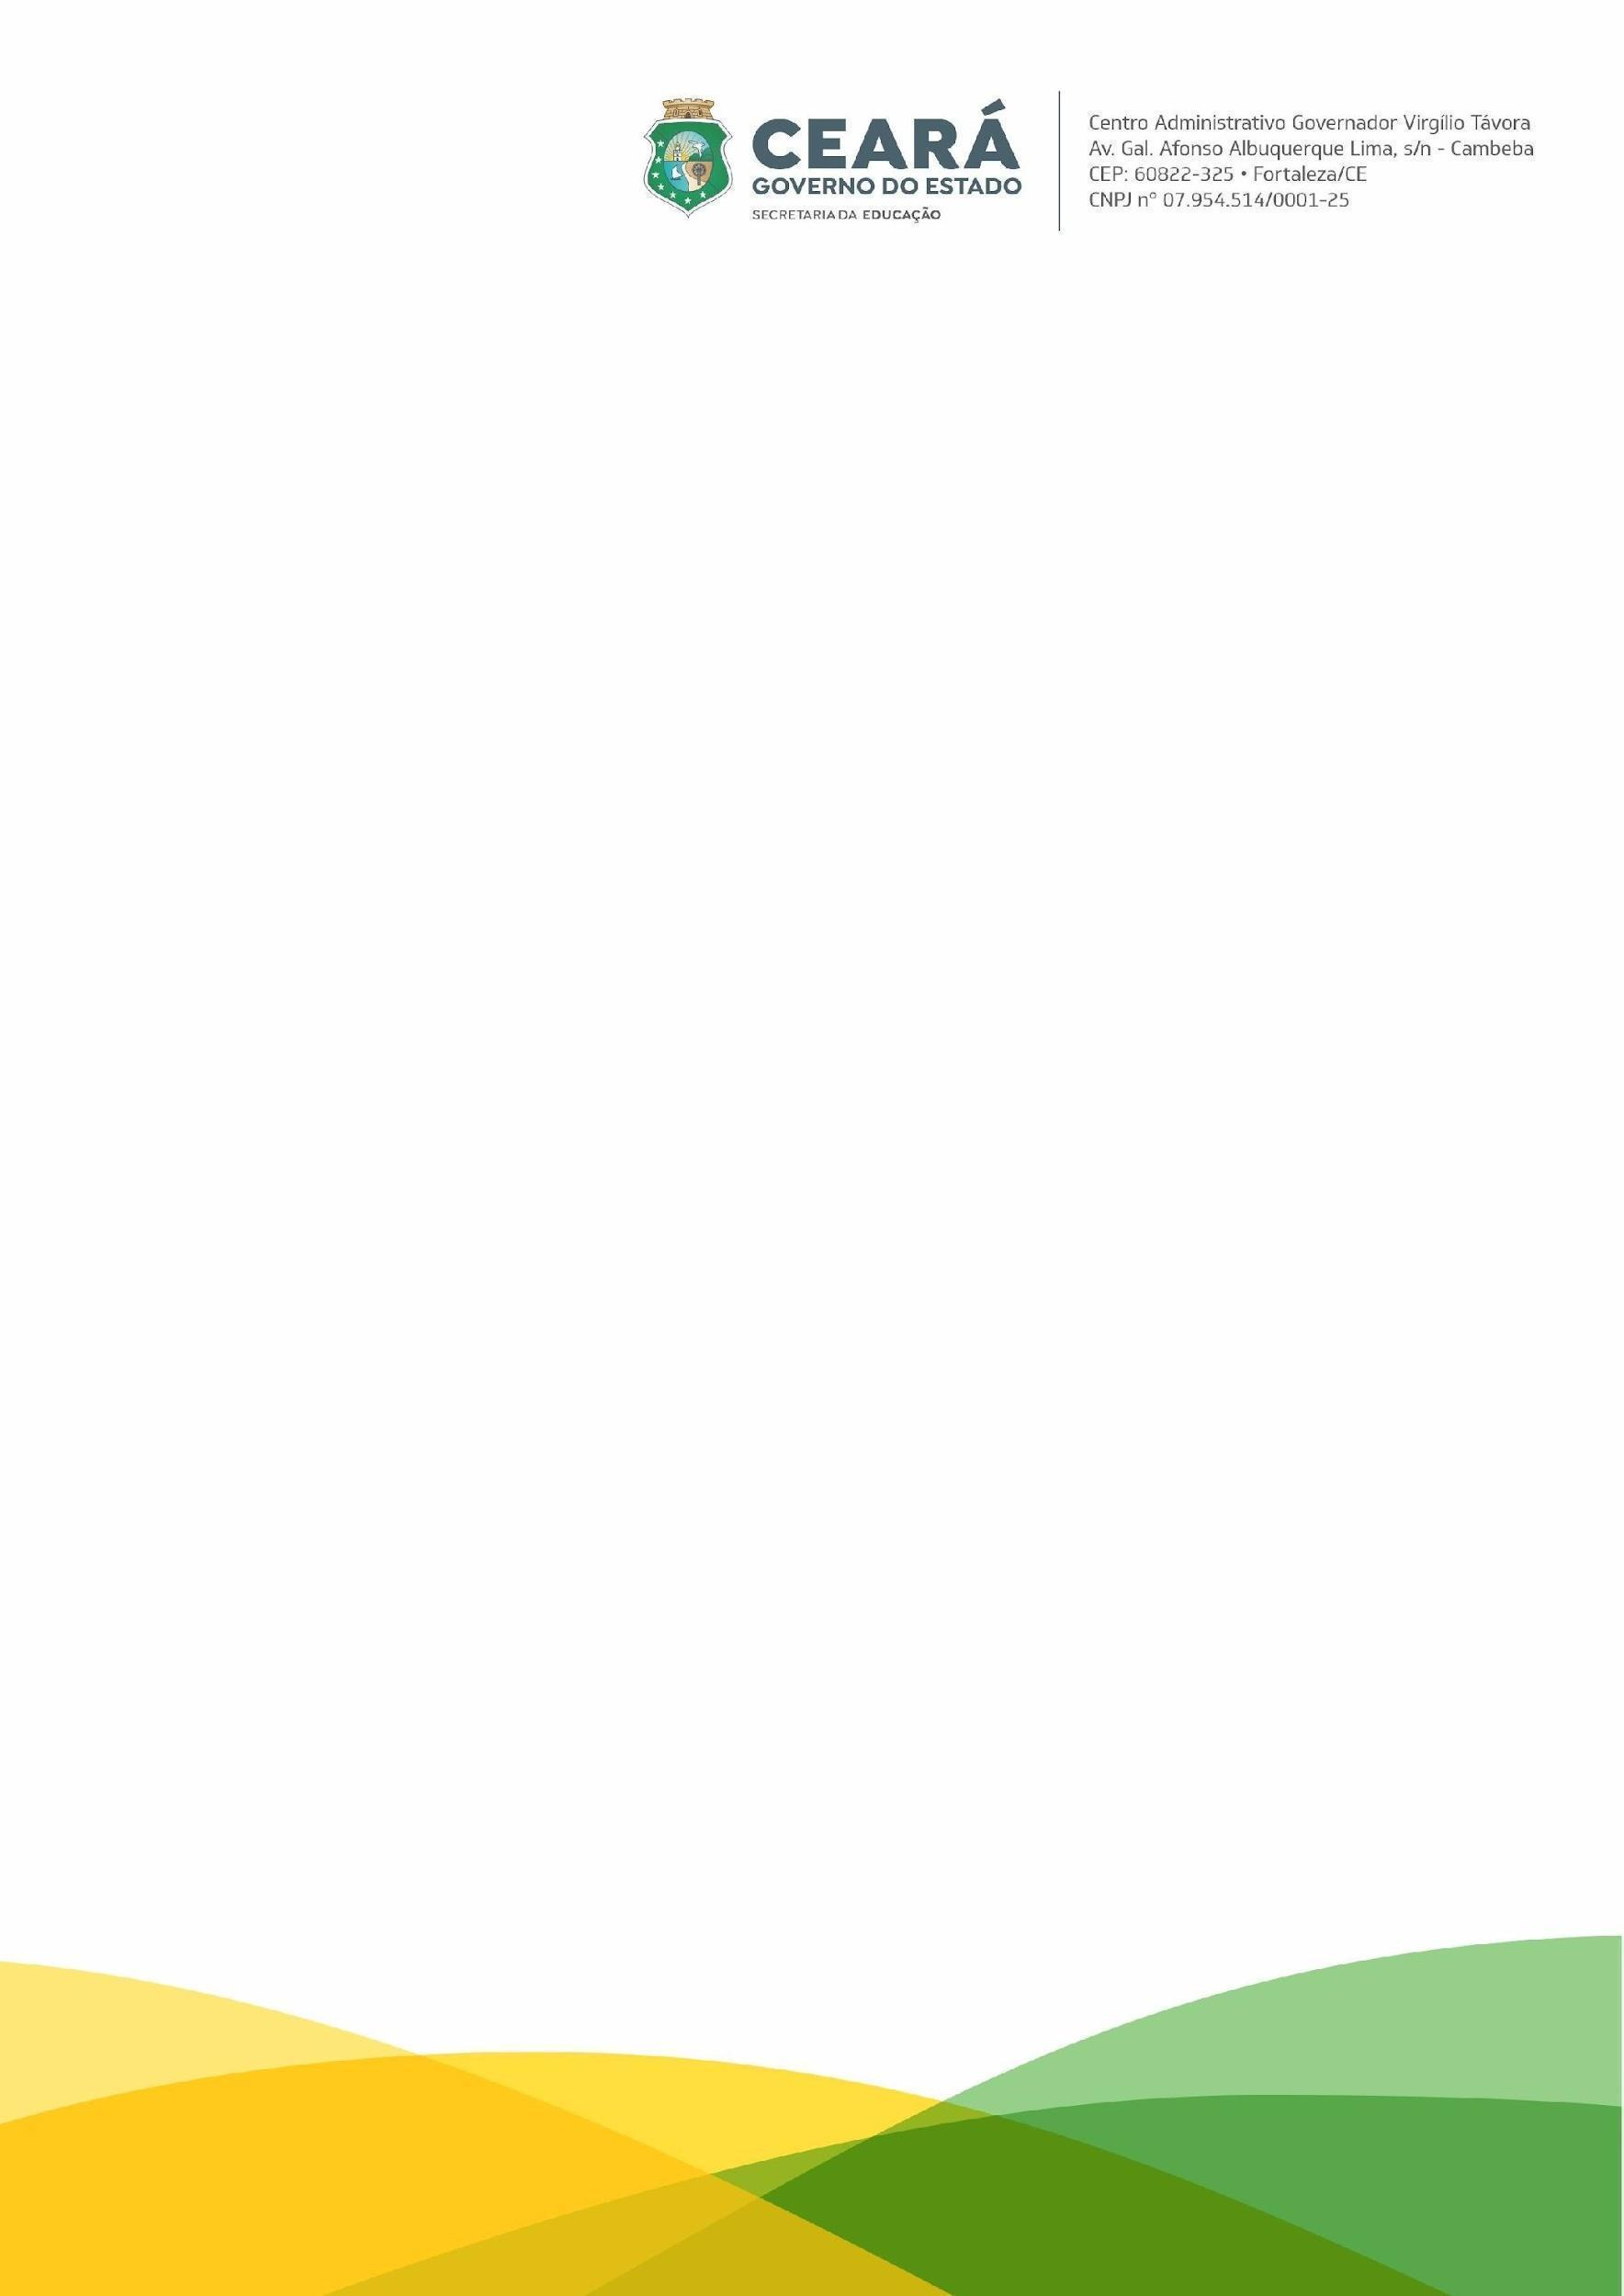 CEARÁ
GOVERNO DO ESTADO
SECRETARIA DA EDUCAÇÃO
Centro Administrativo Governador Virgílio Távora
Av. Gal. Afonso Albuquerque Lima, s/n - Cambeba
CEP: 60822-325 • Fortaleza/CE
CNPJ nº 07.954.514/0001-25